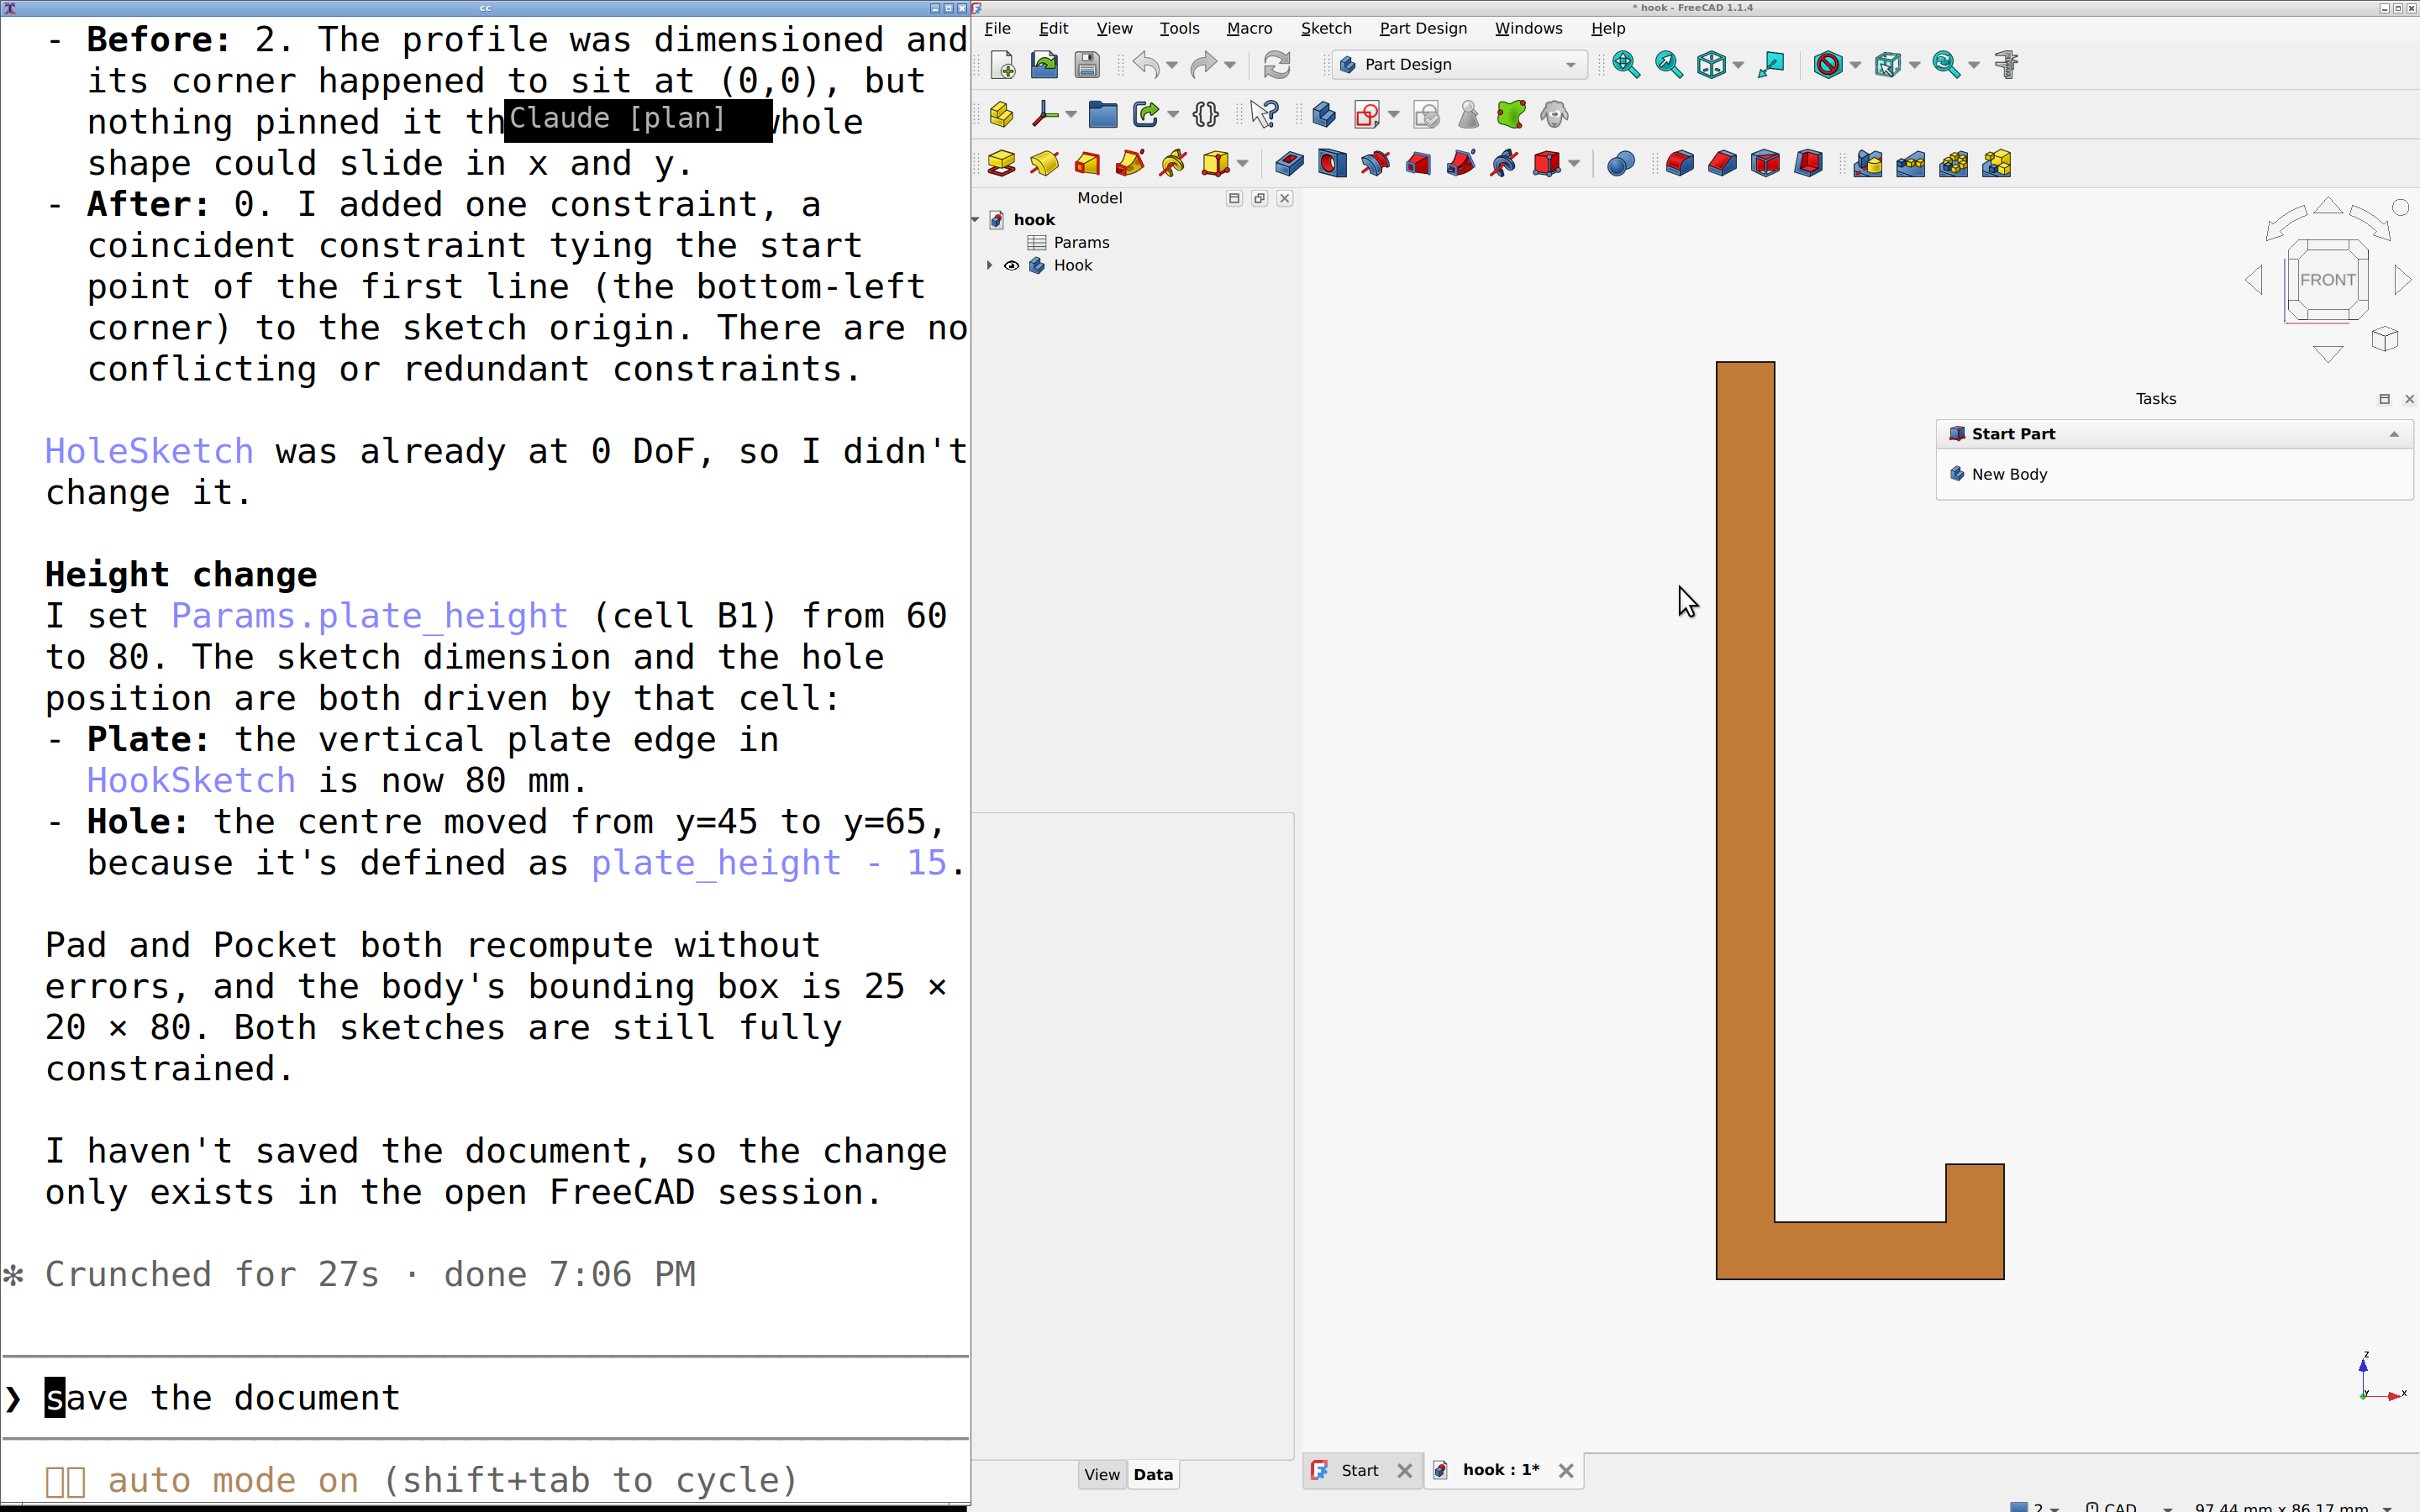 cc
- Before: 2. The profile was dimensioned and
its corner happened to sit at (0,0), but
nothing pinned it th
Claude [plan]
whole
shape could slide in x and y.
- After: 0. I added one constraint, a
coincident constraint tying the start
point of the first line (the bottom-left
corner) to the sketch origin. There are no
conflicting or redundant constraints.
HoleSketch was already at 0 DoF, so I didn't
change it.
Height change
I set Params.plate_height (cell B1) from 60
to 80. The sketch dimension and the hole
position are both driven by that cell:
- Plate: the vertical plate edge in
HookSketch is now 80 mm.
- Hole: the centre moved from y=45 to y=65,
because it's defined as plate_height - 15.
Pad and Pocket both recompute without
errors, and the body's bounding box is 25 ×
20 × 80. Both sketches are still fully
constrained.
I haven't saved the document, so the change
only exists in the open FreeCAD session.
✻ Crunched for 27s · done 7:06 PM
❯ save the document
auto mode on (shift+tab to cycle)
* hook - FreeCAD 1.1.4
File Edit View Tools Macro Sketch Part Design Windows Help
Part Design
Model
hook
Params
Hook
FRONT
Tasks
Start Part
New Body
z
x
Y
View Data
Start
hook : 1*
2 CAD 97.44 mm x 86.17 mm